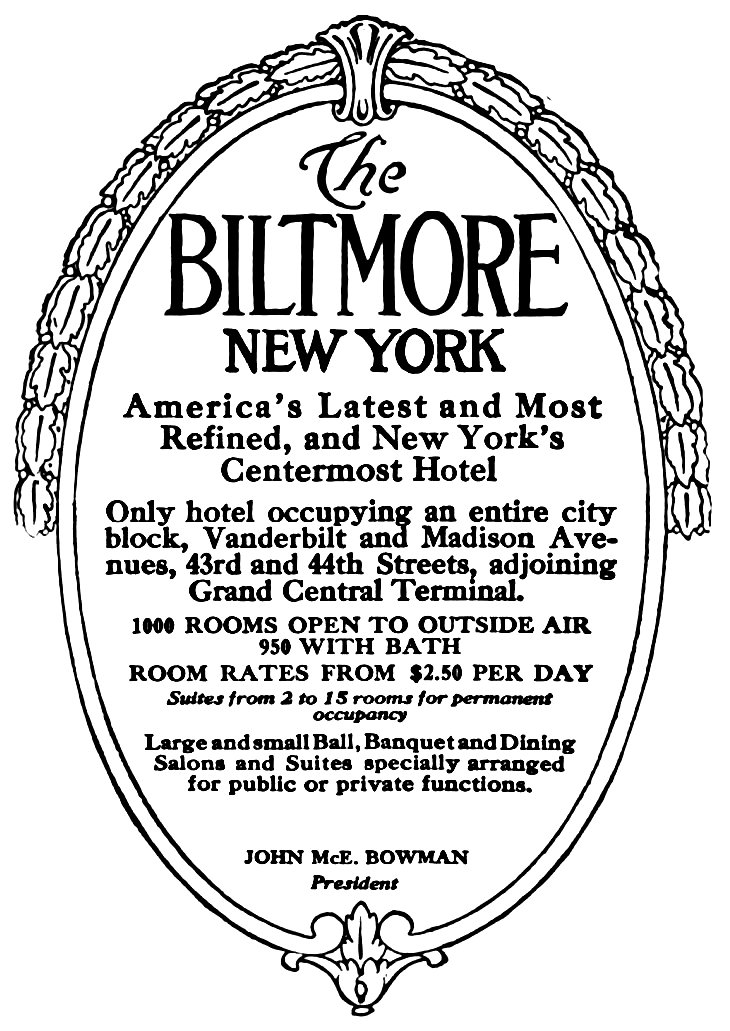 The
BILTMORE
NEW YORK
America's Latest and Most
Refined, and New York's
Centermost Hotel
Only hotel occupying an entire city
block, Vanderbilt and Madison Ave-
nues, 43rd and 44th Streets, adjoining
Grand Central Terminal.
1000 ROOMS OPEN TO OUTSIDE AIR
950 WITH BATH
ROOM RATES FROM $2.50 PER DAY
Suites from 2 to 15 rooms for permanent
occupancy
Large and small Ball, Banquet and Dining
Salons and Suites specially arranged
for public or private functions.
JOHN McE. BOWMAN
President